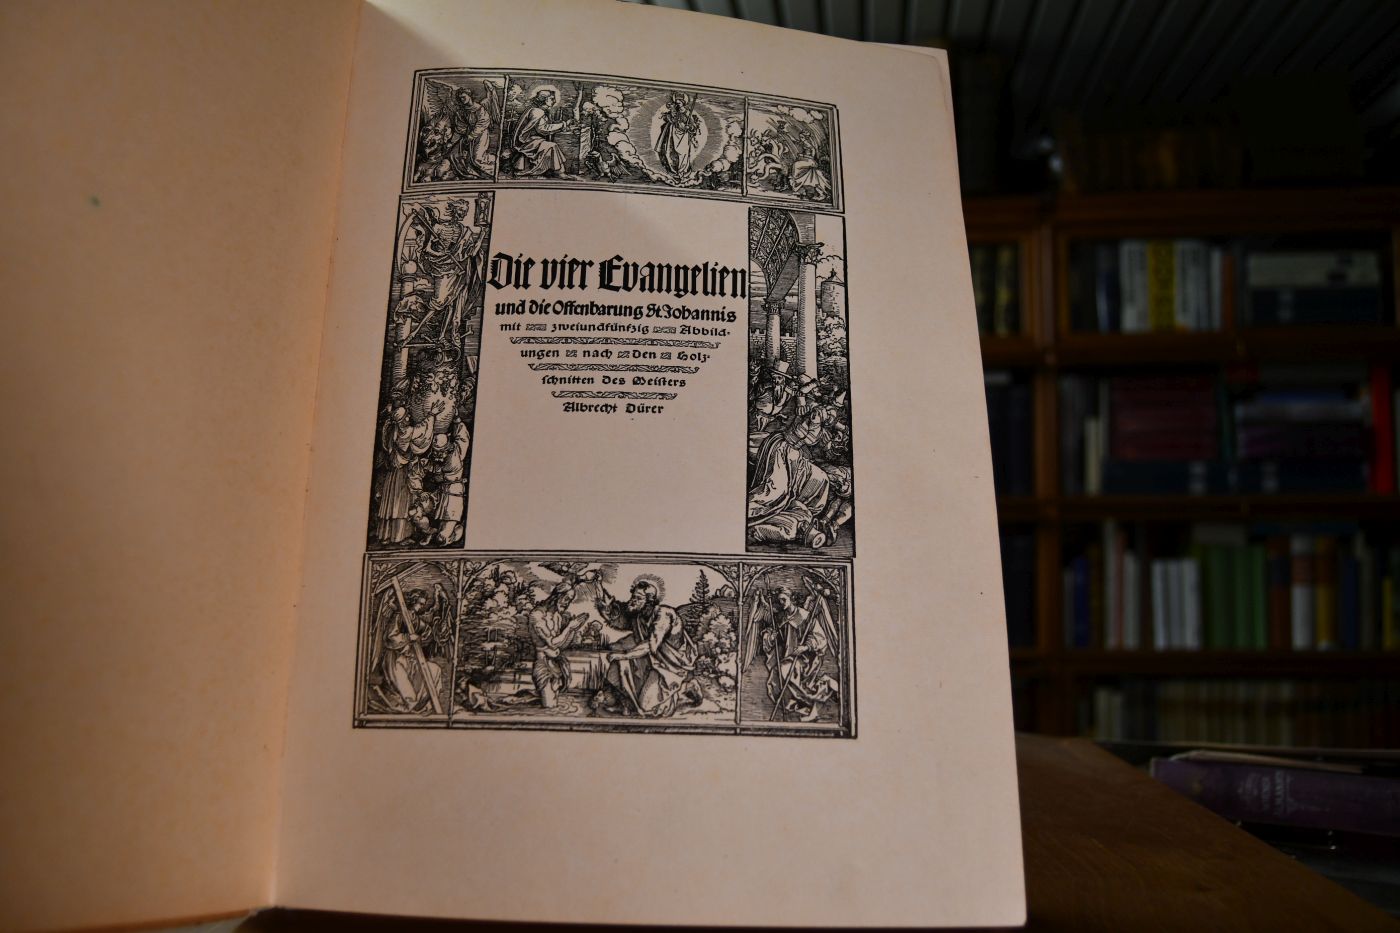 Die vier Evangelien
und die Offenbarung St. Johannis
mit zweiundfünfzig Abbild-
ungen nach den Holz-
schnitten des Meisters
Albrecht Dürer